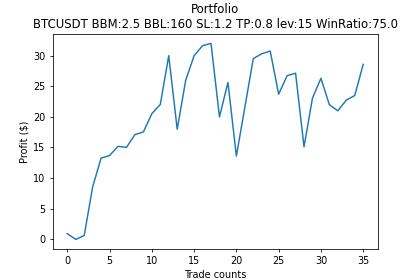 Portfolio
BTCUSDT BBM:2.5 BBL:160 SL:1.2 TP:0.8 lev:15 WinRatio:75.0
30
25
20
15
10
5
0
Profit ($)
0 5 10 15 20 25 30 35
Trade counts